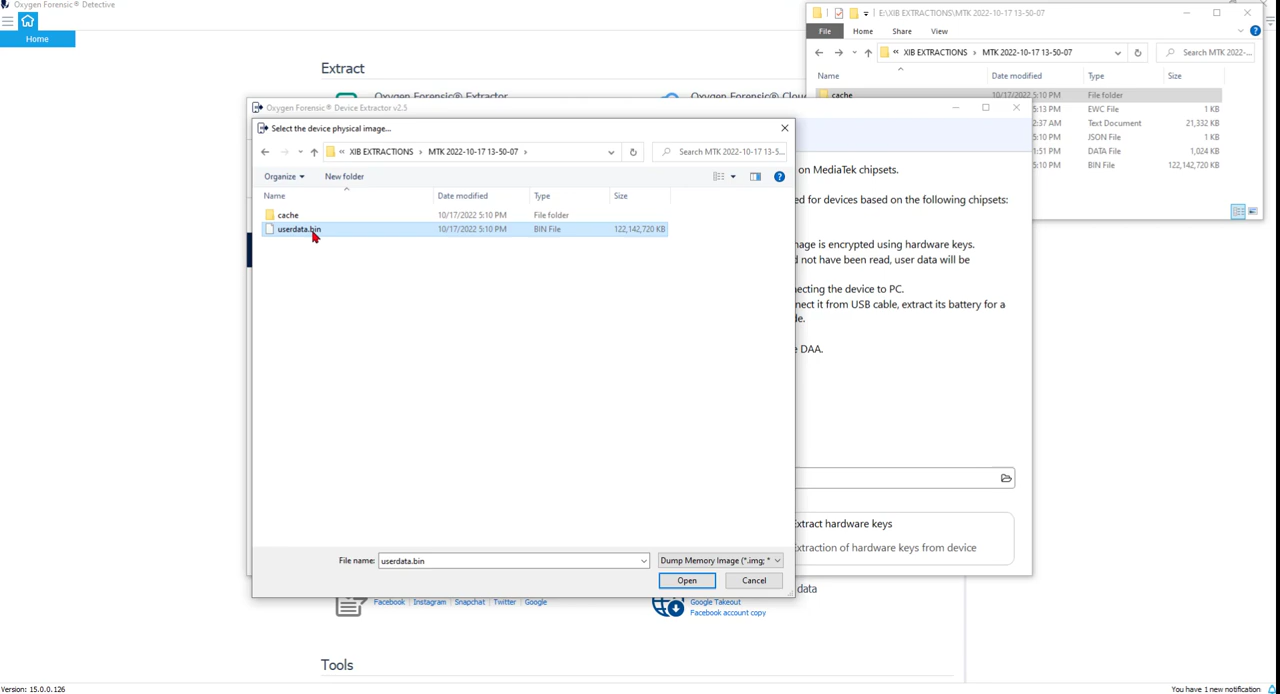 Oxygen Forensic® Detective
Home
Extract
Oxygen Forensic® Extractor
Oxygen Forensic® Clou
E:\XIB EXTRACTIONS\MTK 2022-10-17 13-50-07
File Home Share View
« XIB EXTRACTIONS › MTK 2022-10-17 13-50-07
Search MTK 2022-...
Name Date modified Type Size
cache 10/17/2022 5:10 PM File folder
5:13 PM EWC File 1 KB
2:37 AM Text Document 21,332 KB
5:10 PM JSON File 1 KB
1:51 PM DATA File 1,024 KB
5:10 PM BIN File 122,142,720 KB
Oxygen Forensic® Device Extractor v2.5
Select the device physical image...
« XIB EXTRACTIONS › MTK 2022-10-17 13-50-07 ›
Search MTK 2022-10-17 13-5...
Organize New folder
Name Date modified Type Size
cache 10/17/2022 5:10 PM File folder
userdata.bin 10/17/2022 5:10 PM BIN File 122,142,720 KB
File name: userdata.bin
Dump Memory Image (*.img; *
Open Cancel
on MediaTek chipsets.
ed for devices based on the following chipsets:
nage is encrypted using hardware keys.
d not have been read, user data will be
necting the device to PC.
nect it from USB cable, extract its battery for a
le.
e DAA.
Extract hardware keys
Extraction of hardware keys from device
data
Facebook | Instagram | Snapchat | Twitter | Google
Google Takeout
Facebook account copy
Tools
Version: 15.0.0.126
You have 1 new notification